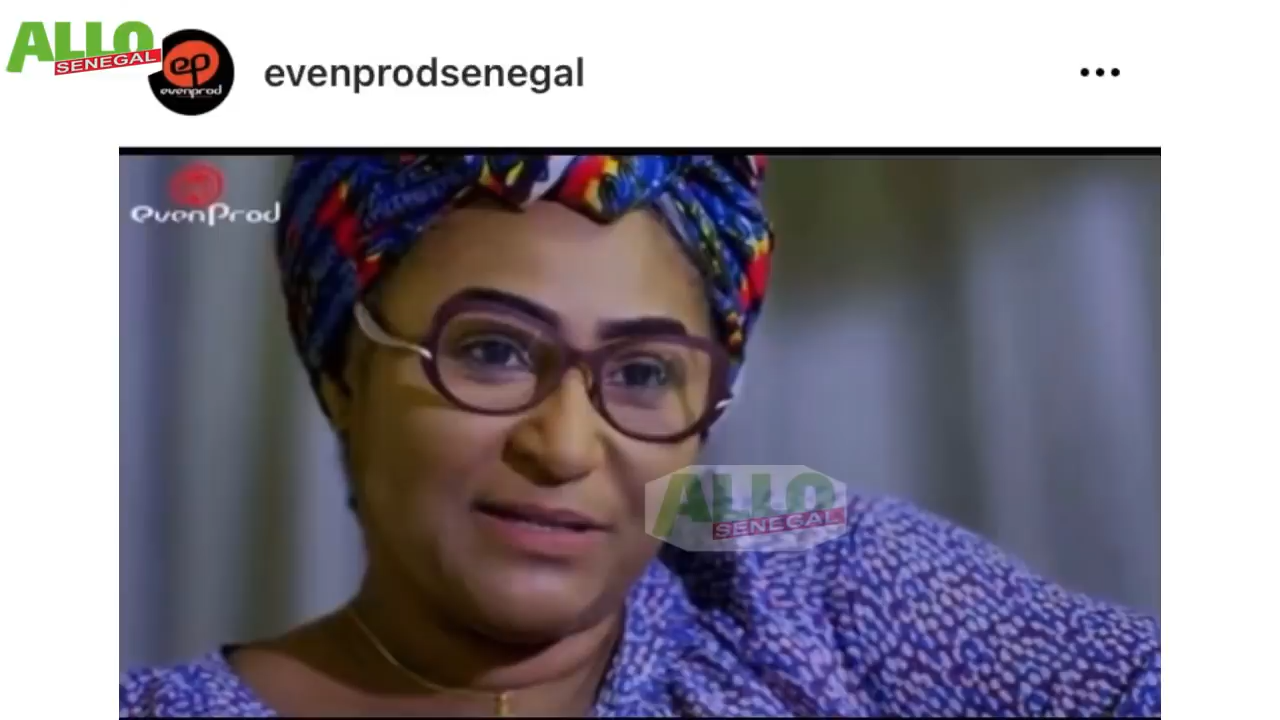 ALLO
SENEGAL
ep
evenprod
evenprodsenegal
evenProd
ALLO
SENEGAL